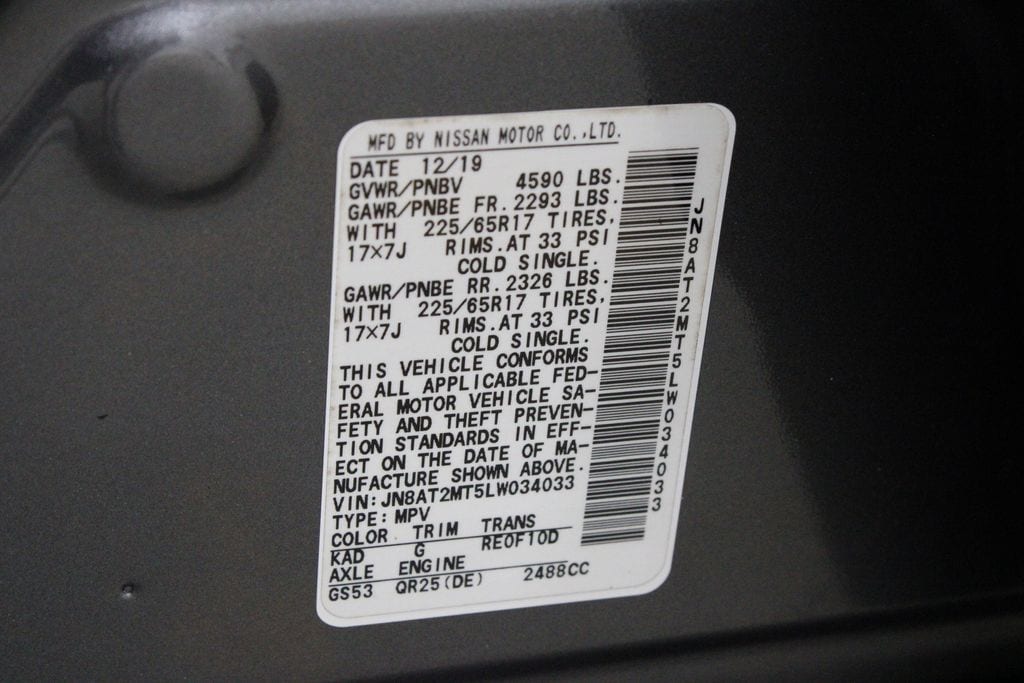 MFD BY NISSAN MOTOR CO.,LTD.
DATE 12/19
GVWR/PNBV 4590 LBS.
GAWR/PNBE FR. 2293 LBS.
WITH 225/65R17 TIRES,
17×7J RIMS.AT 33 PSI
COLD SINGLE.
GAWR/PNBE RR. 2326 LBS.
WITH 225/65R17 TIRES,
17×7J RIMS.AT 33 PSI
COLD SINGLE.
THIS VEHICLE CONFORMS
TO ALL APPLICABLE FED-
ERAL MOTOR VEHICLE SA-
FETY AND THEFT PREVEN-
TION STANDARDS IN EFF-
ECT ON THE DATE OF MA-
NUFACTURE SHOWN ABOVE.
VIN:JN8AT2MT5LW034033
TYPE:MPV
COLOR TRIM TRANS
KAD G RE0F10D
AXLE ENGINE
GS53 QR25(DE) 2488CC
JN8AT2MT5LW034033